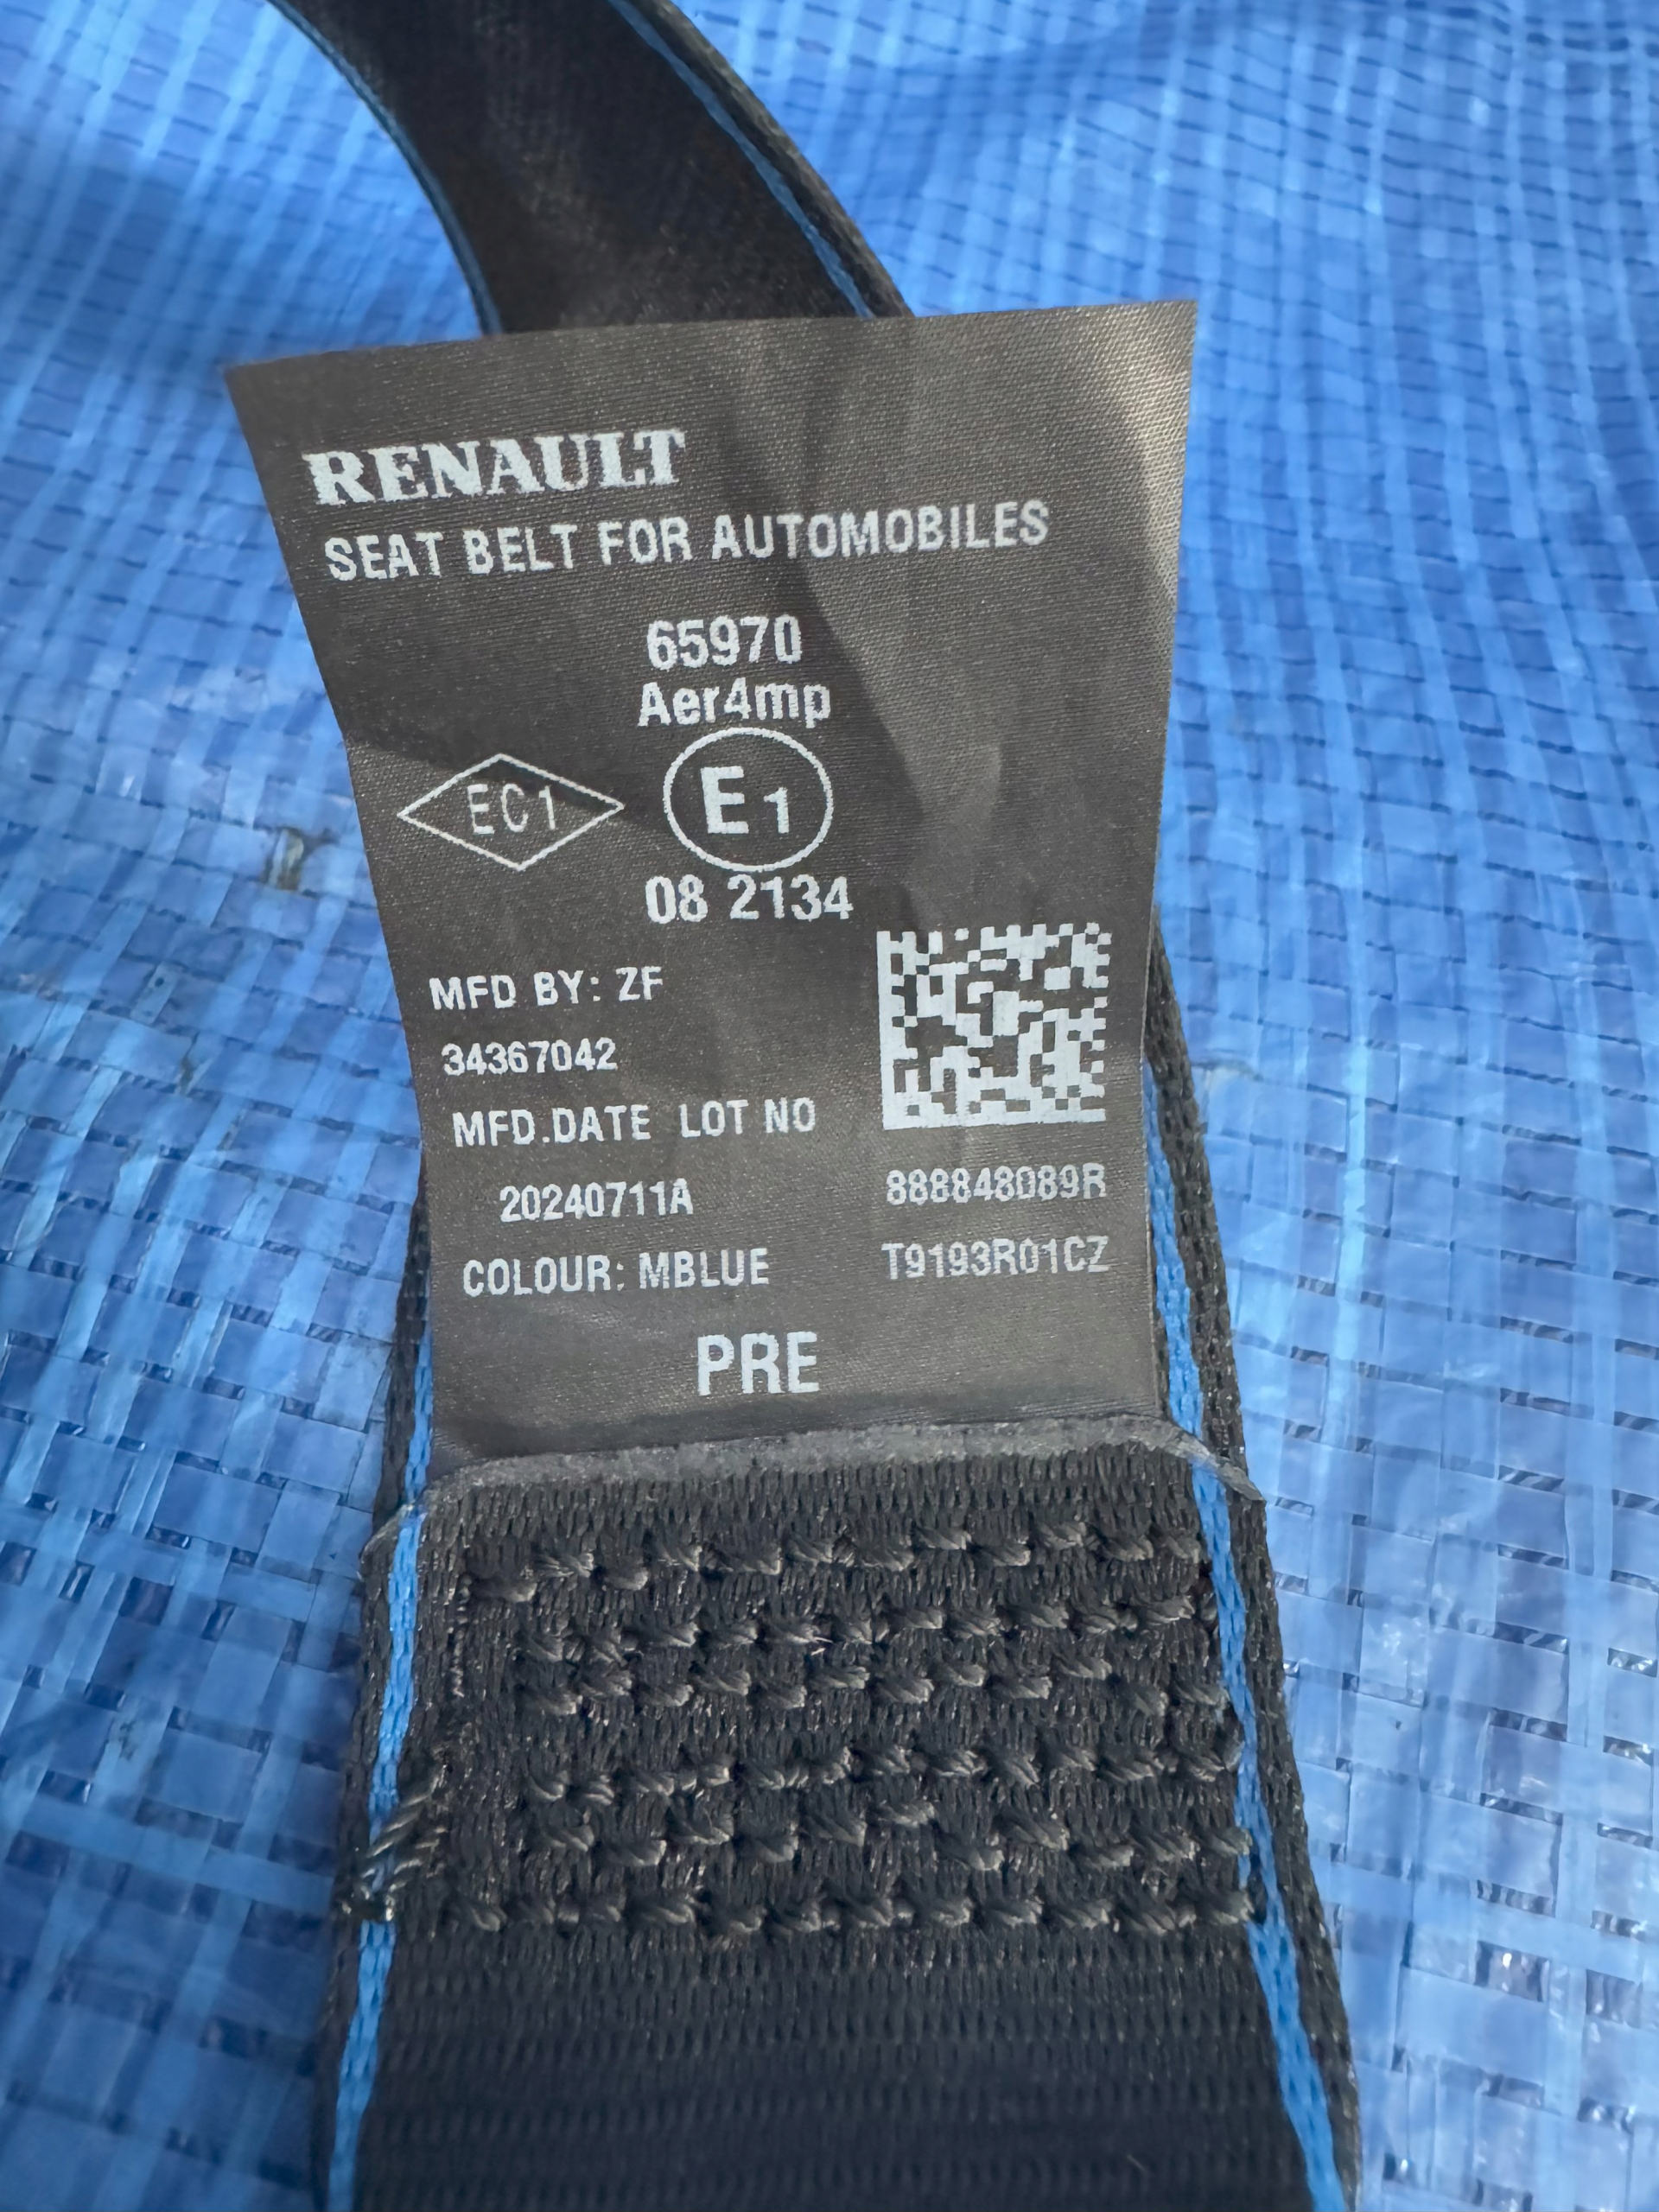 RENAULT
SEAT BELT FOR AUTOMOBILES
65970
Aer4mp
EC1
E1
08 2134
MFD BY: ZF
34367042
MFD.DATE LOT NO
20240711A
888848089R
COLOUR: MBLUE
T9193R01CZ
PRE